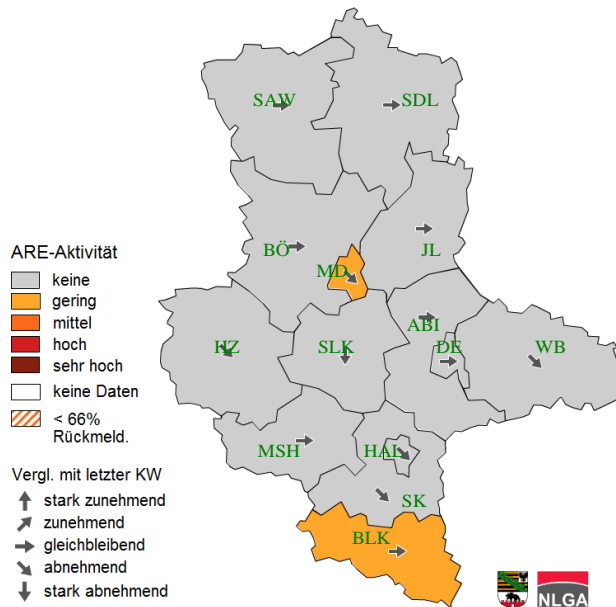 SAW
SDL
BÖ
JL
MD
ABI
HZ
SLK
DE
WB
MSH
HAL
SK
BLK
ARE-Aktivität
keine
gering
mittel
hoch
sehr hoch
keine Daten
< 66%
Rückmeld.
Vergl. mit letzter KW
stark zunehmend
zunehmend
gleichbleibend
abnehmend
stark abnehmend
NLGA